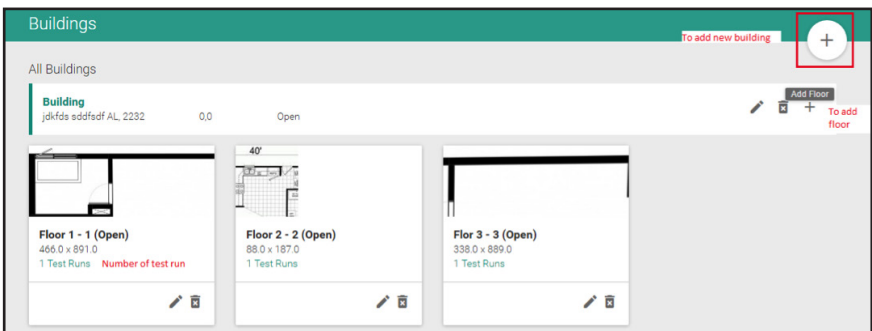 Buildings
To add new building
+
All Buildings
Building
jdkfds sddfsdf AL, 2232 0,0 Open
Add Floor
+
To add
floor
40'
Floor 1 - 1 (Open)
466.0 x 891.0
1 Test Runs Number of test run
Floor 2 - 2 (Open)
88.0 x 187.0
1 Test Runs
Flor 3 - 3 (Open)
338.0 x 889.0
1 Test Runs